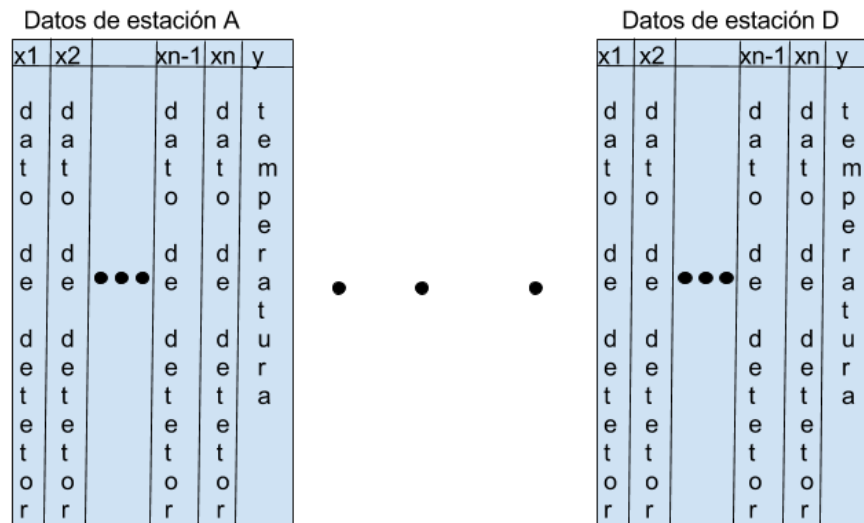 Datos de estación A
x1 x2 xn-1 xn y
dato de detetor
dato de detetor
dato de detetor
dato de detetor
temperatura
Datos de estación D
x1 x2 xn-1 xn y
dato de detetor
dato de detetor
dato de detetor
dato de detetor
temperatura